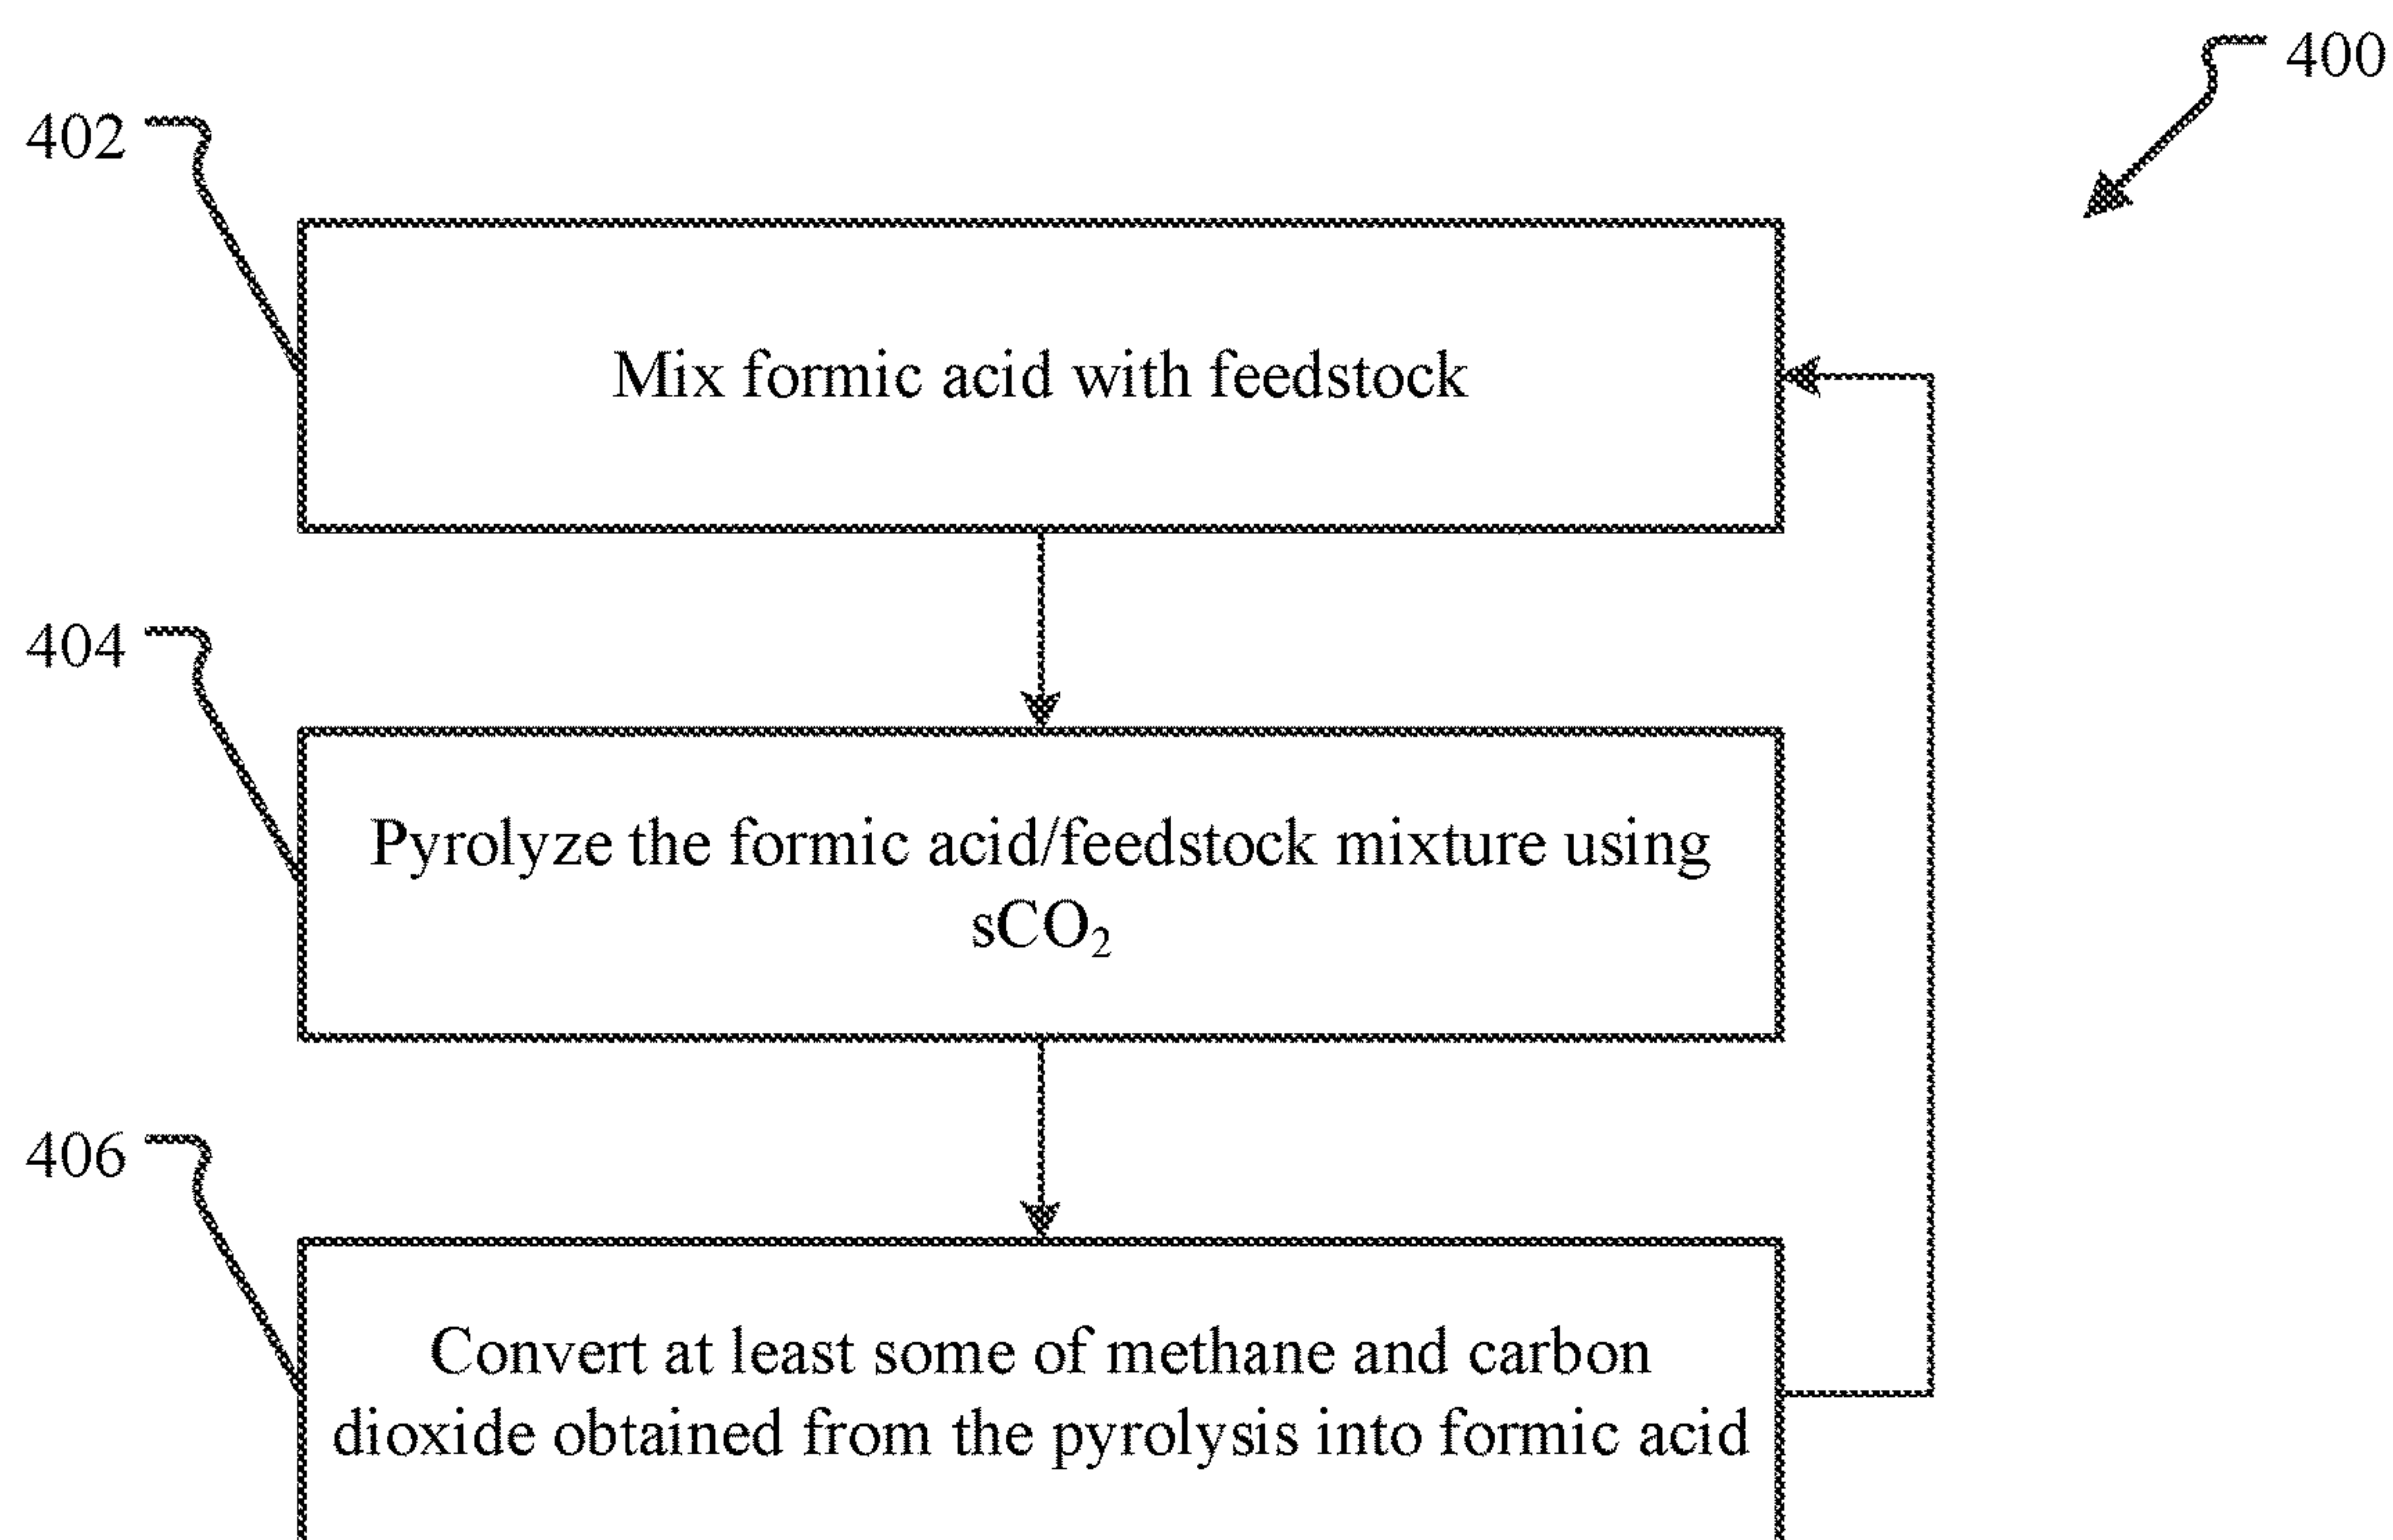 400
402
Mix formic acid with feedstock
404
Pyrolyze the formic acid/feedstock mixture using
sCO₂
406
Convert at least some of methane and carbon
dioxide obtained from the pyrolysis into formic acid